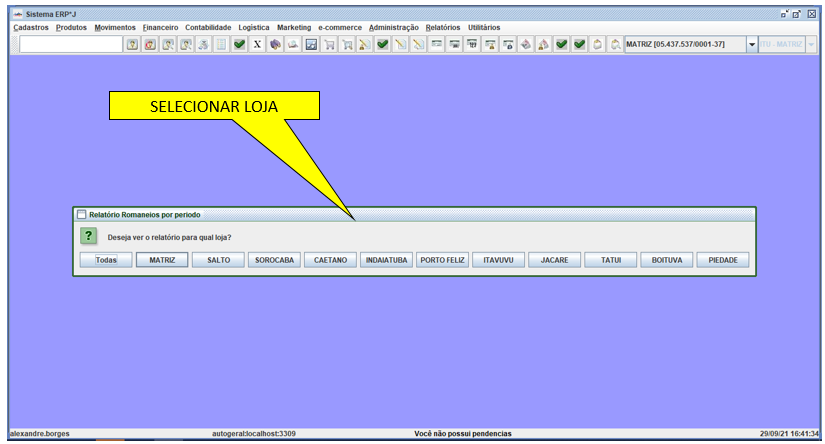 Sistema ERP*J
Cadastros Produtos Movimentos Financeiro Contabilidade Logistica Marketing e-commerce Administração Relatórios Utilitários
X MATRIZ [05.437.537/0001-37] ITU - MATRIZ
SELECIONAR LOJA
Relatório Romaneios por periodo
? Deseja ver o relatório para qual loja?
Todas MATRIZ SALTO SOROCABA CAETANO INDAIATUBA PORTO FELIZ ITAVUVU JACARE TATUI BOITUVA PIEDADE
alexandre.borges autogeral:localhost:3309 Você não possui pendencias 29/09/21 16:41:34